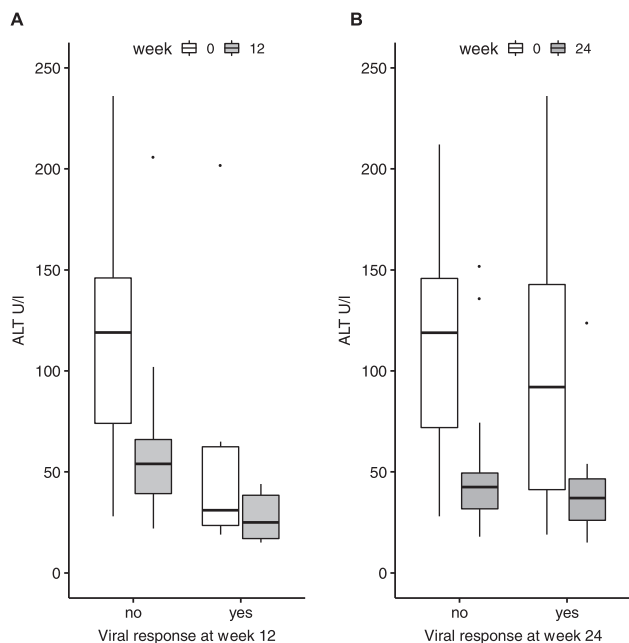 A
week 0 12
250
200
150
100
50
0
ALT U/l
no yes
Viral response at week 12
B
week 0 24
250
200
150
100
50
0
ALT U/l
no yes
Viral response at week 24